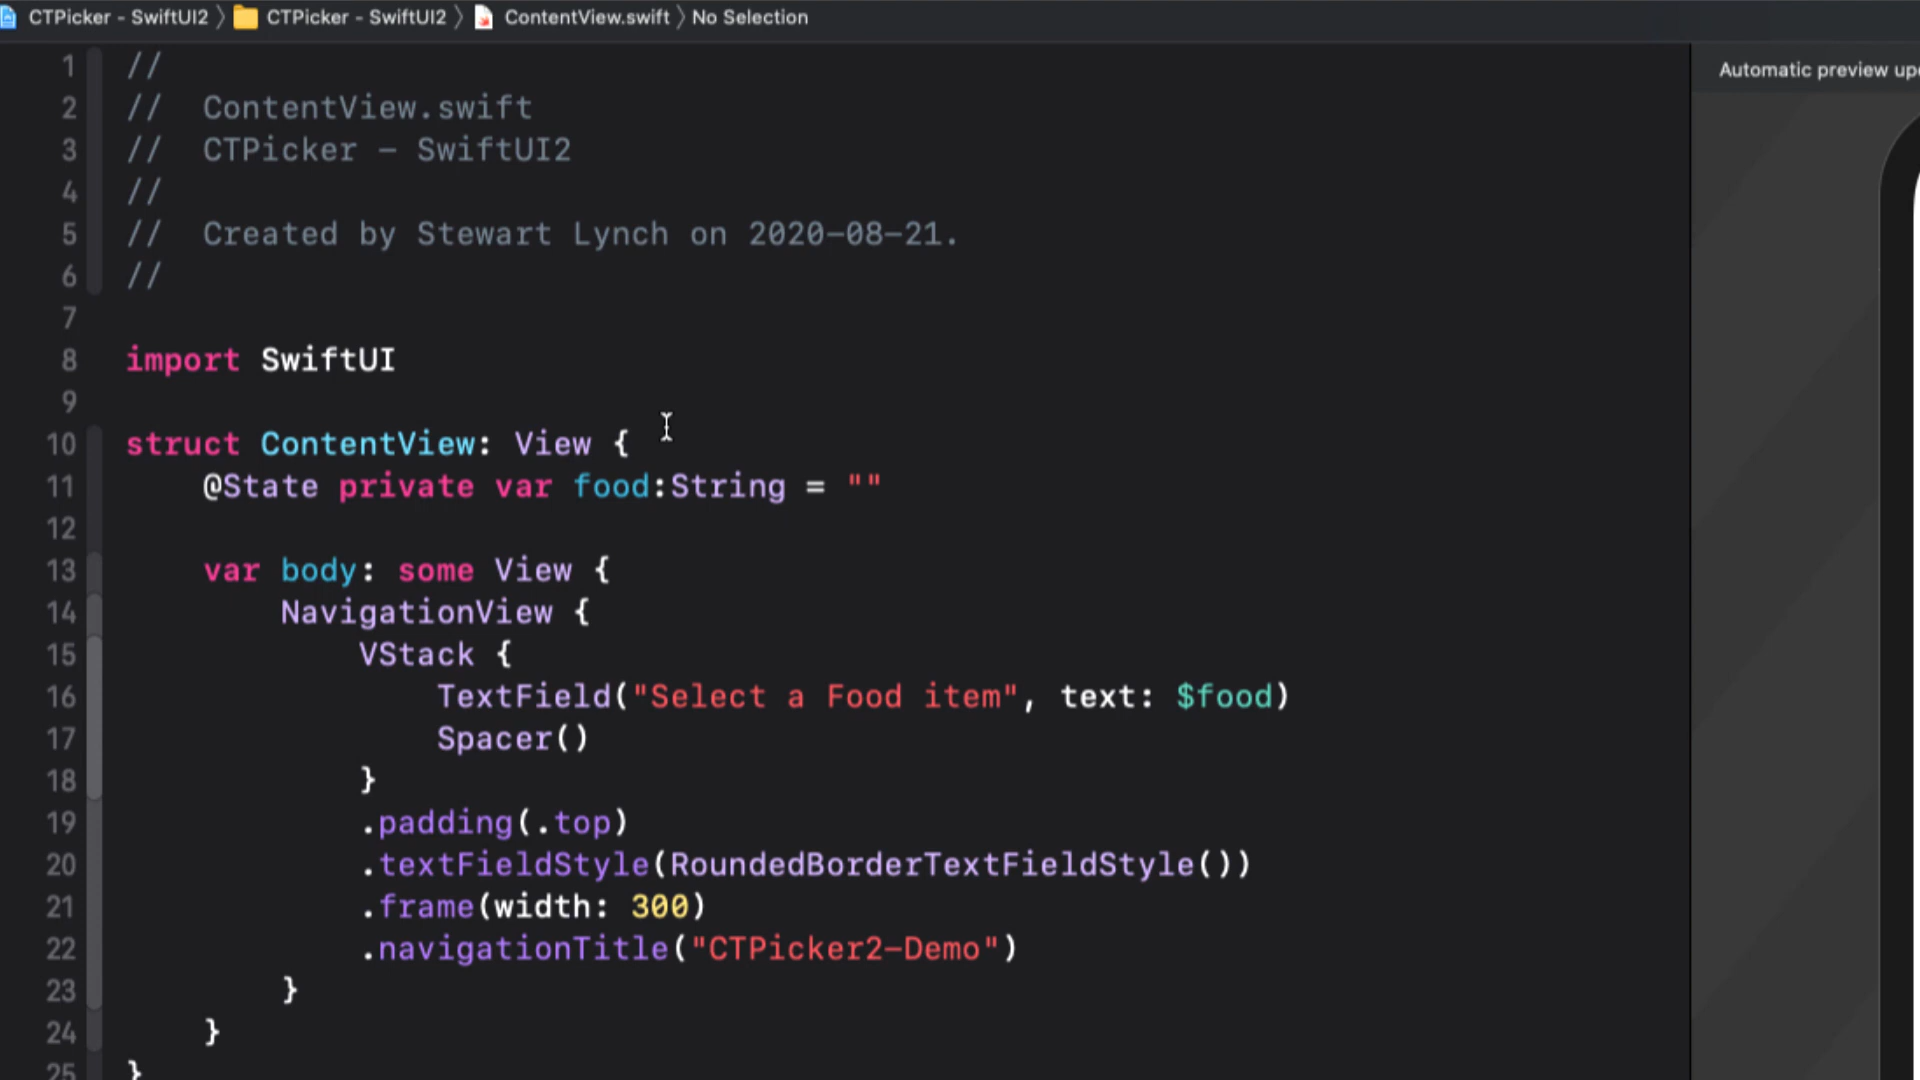 CTPicker - SwiftUI2 〉 CTPicker - SwiftUI2 〉 ContentView.swift 〉 No Selection
Automatic preview up
1 //
2 //  ContentView.swift
3 //  CTPicker - SwiftUI2
4 //
5 //  Created by Stewart Lynch on 2020-08-21.
6 //
7
8 import SwiftUI
9
10 struct ContentView: View {
11     @State private var food:String = ""
12
13     var body: some View {
14         NavigationView {
15             VStack {
16                 TextField("Select a Food item", text: $food)
17                 Spacer()
18             }
19             .padding(.top)
20             .textFieldStyle(RoundedBorderTextFieldStyle())
21             .frame(width: 300)
22             .navigationTitle("CTPicker2-Demo")
23         }
24     }
25 }